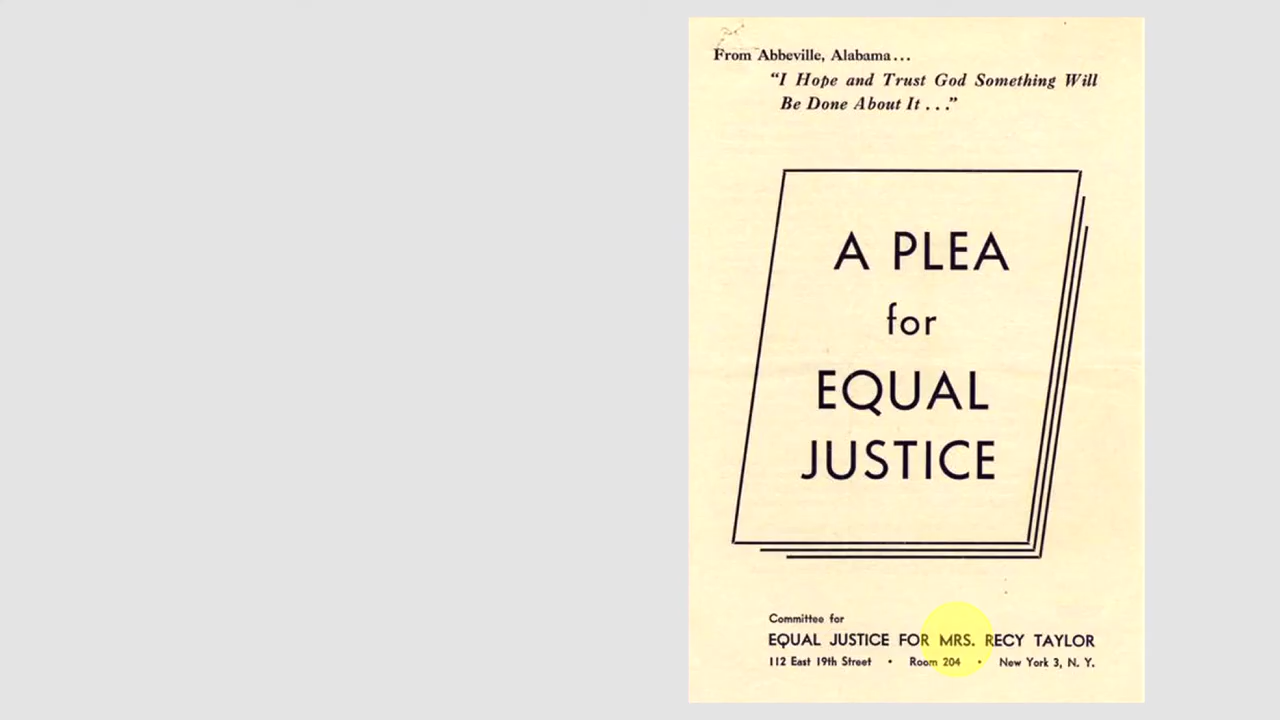 From Abbeville, Alabama...
"I Hope and Trust God Something Will
Be Done About It . . ."
A PLEA
for
EQUAL
JUSTICE
Committee for
EQUAL JUSTICE FOR MRS. RECY TAYLOR
112 East 19th Street • Room 204 • New York 3, N. Y.